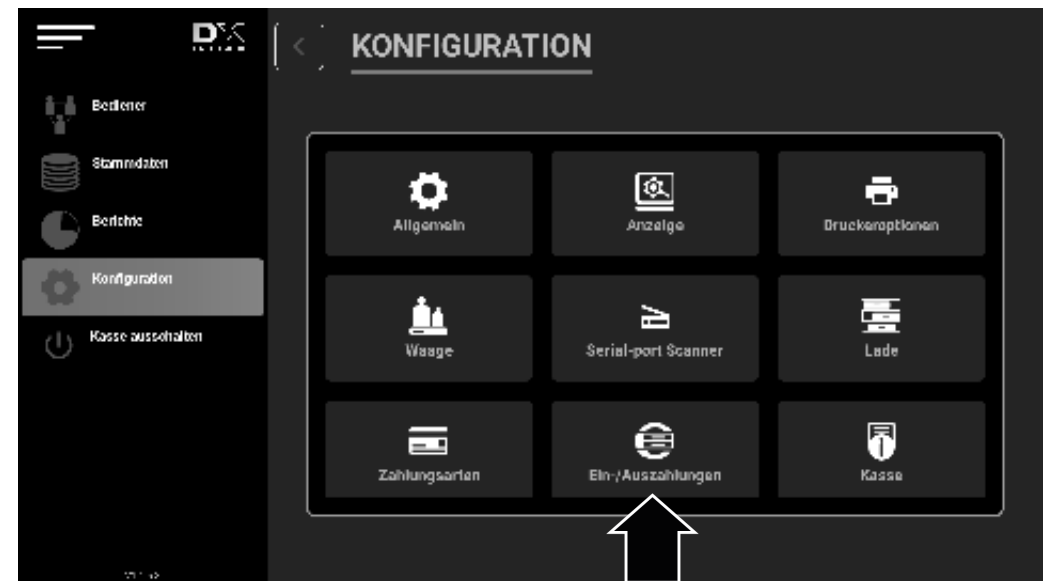 DX
KONFIGURATION
Bediener
Stammdaten
Berichte
Konfiguration
Kasse ausschalten
Allgemein
Anzeige
Druckeroptionen
Waage
Serial-port Scanner
Lade
Zahlungsarten
Ein-/Auszahlungen
Kasse